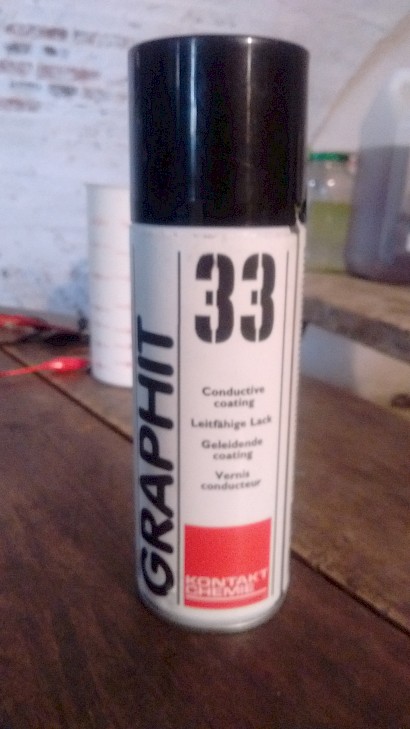 GRAPHIT
33
Conductive
coating
Leitfähige Lack
Geleidende
coating
Vernis
conducteur
KONTAKT
CHEMIE